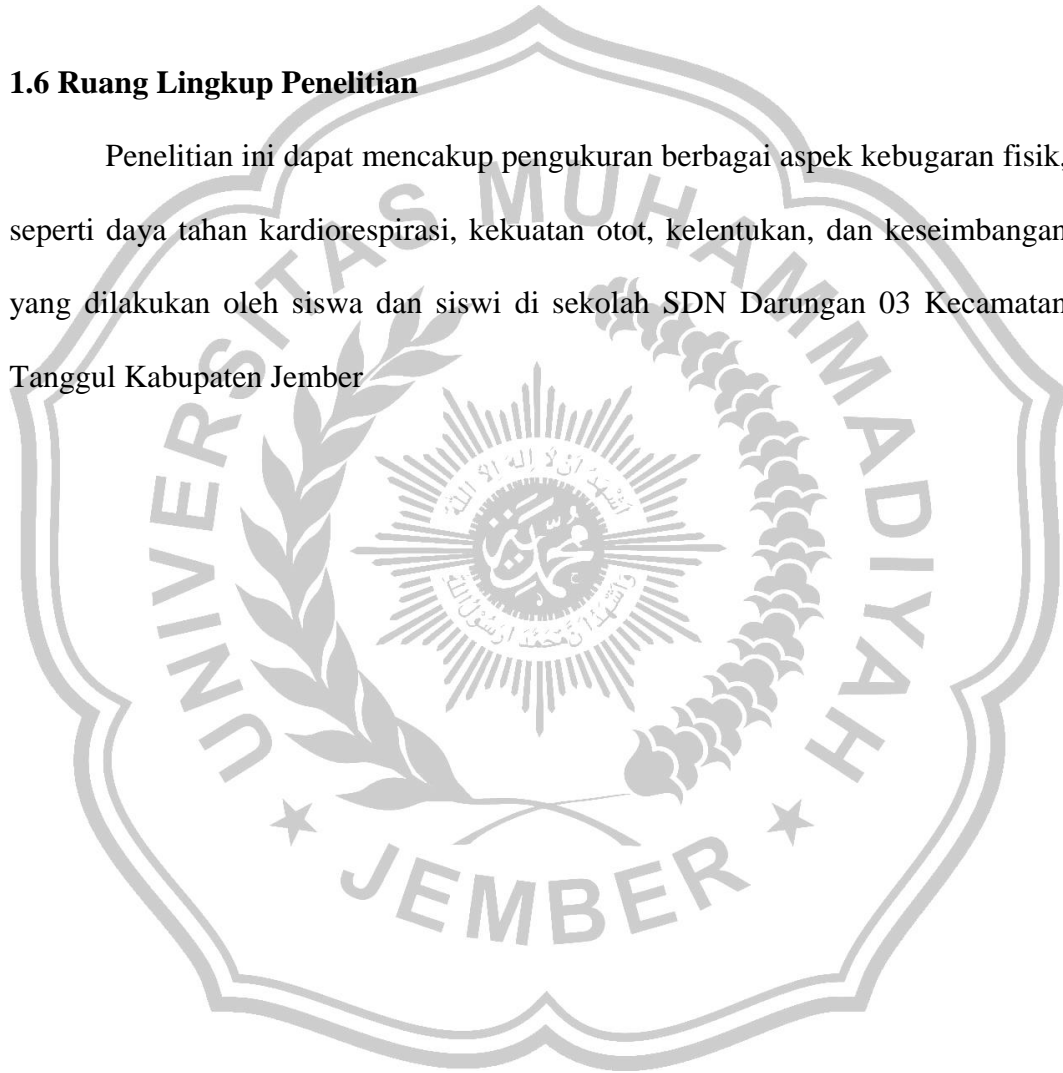 1.6 Ruang Lingkup Penelitian
Penelitian ini dapat mencakup pengukuran berbagai aspek kebugaran fisik,
seperti daya tahan kardiorespirasi, kekuatan otot, kelentukan, dan keseimbangan
yang dilakukan oleh siswa dan siswi di sekolah SDN Darungan 03 Kecamatan
Tanggul Kabupaten Jember
UNIVERSITAS MUHAMMADIYAH
JEMBER